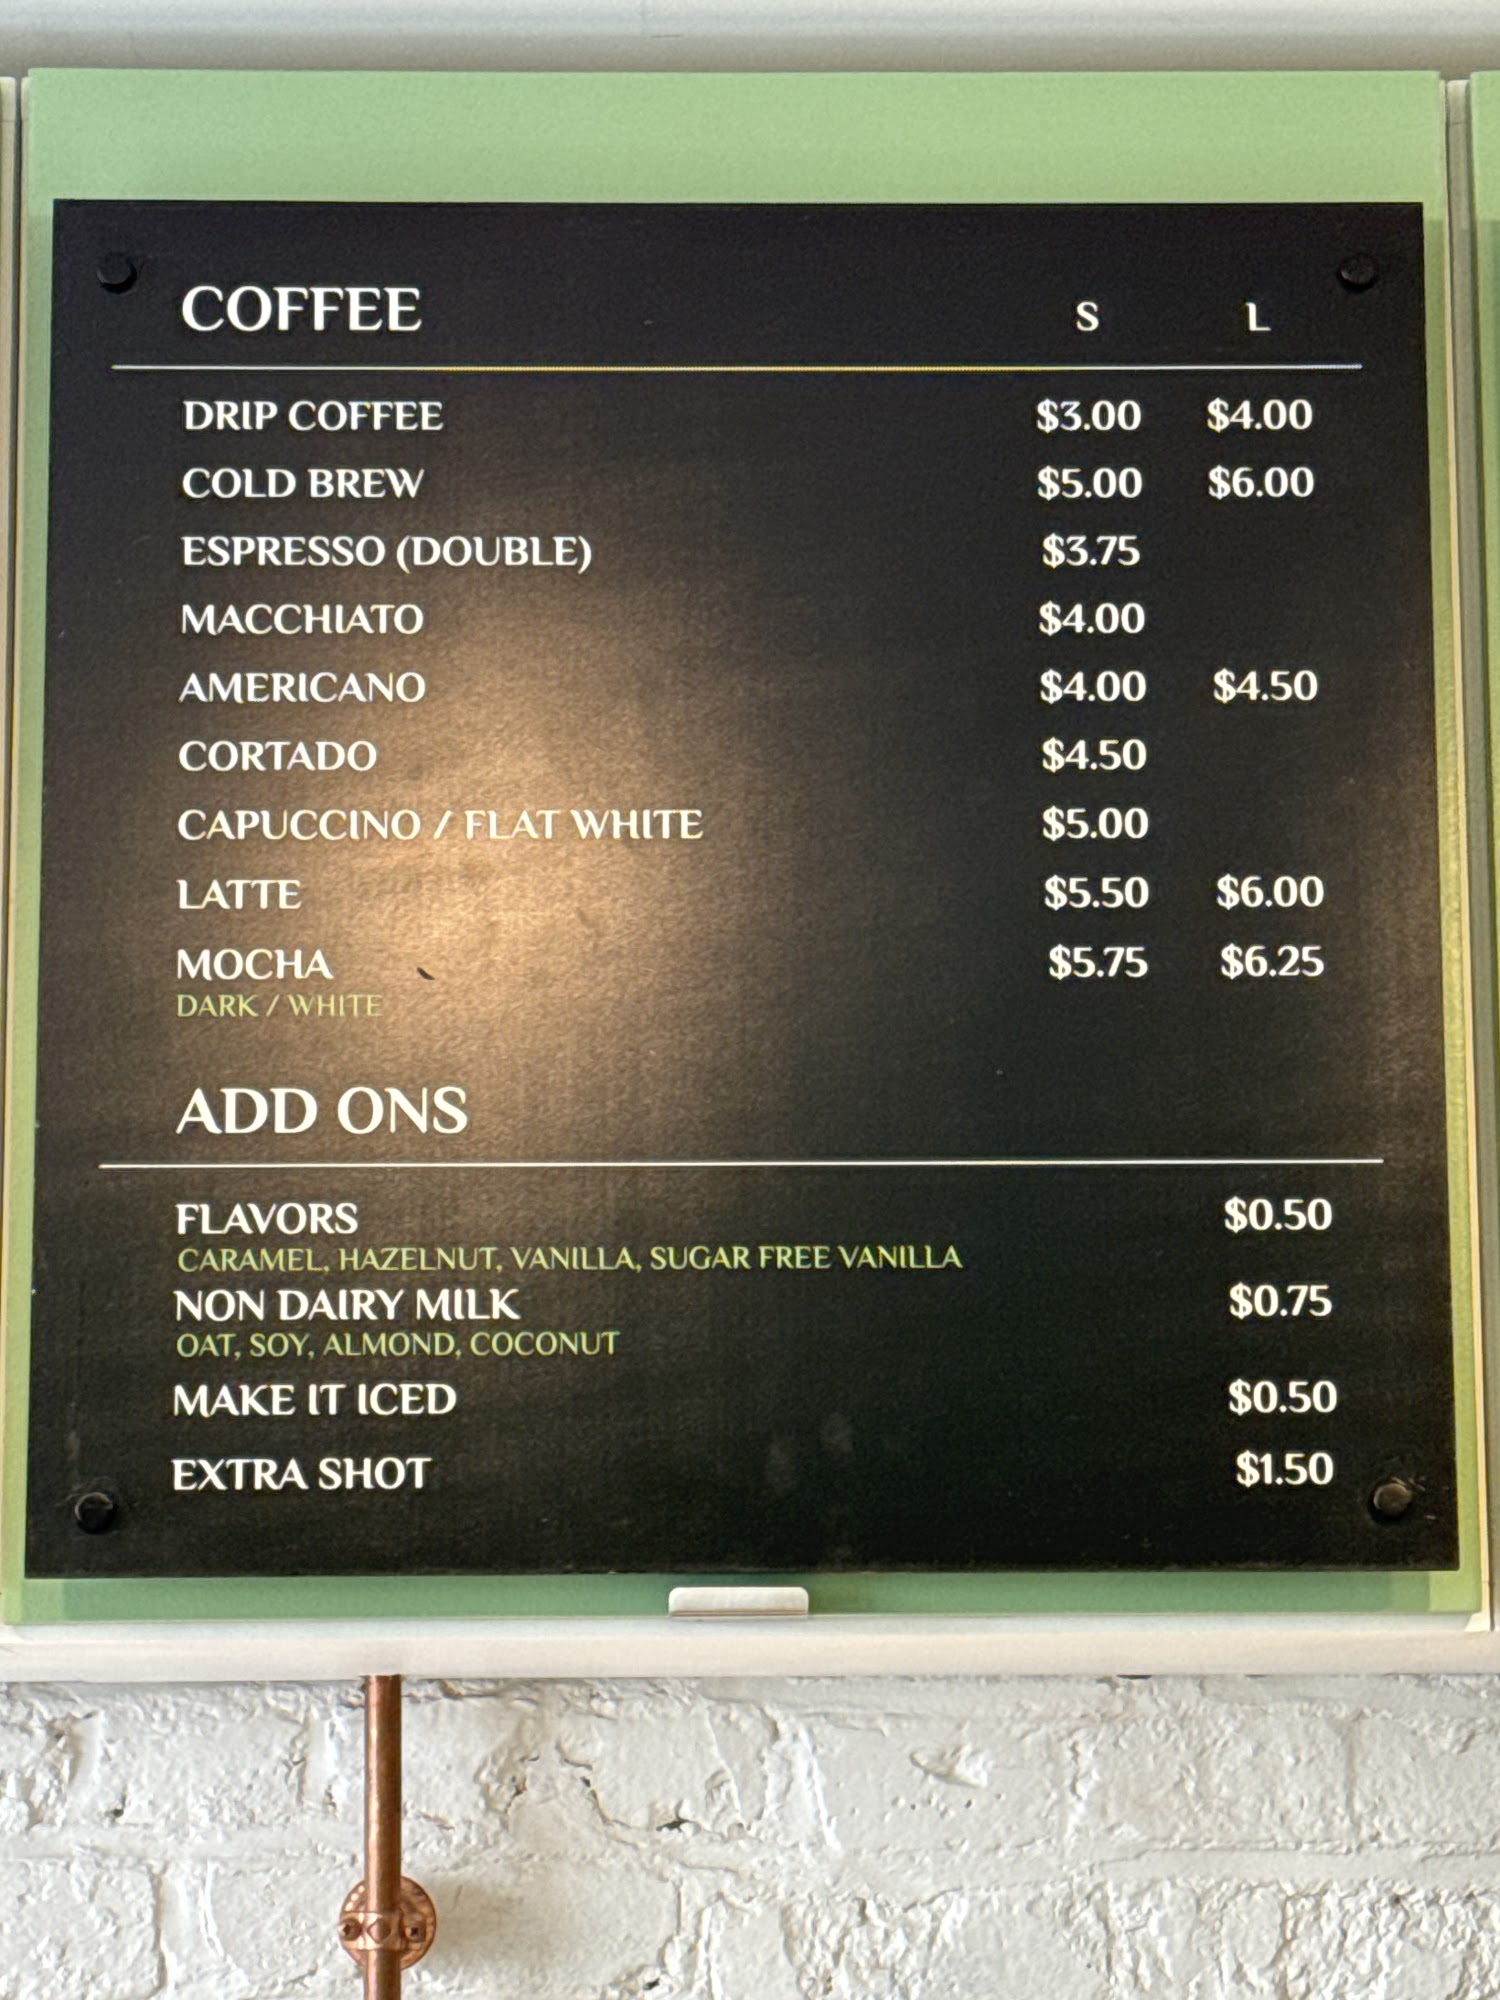 COFFEE S L
DRIP COFFEE $3.00 $4.00
COLD BREW $5.00 $6.00
ESPRESSO (DOUBLE) $3.75
MACCHIATO $4.00
AMERICANO $4.00 $4.50
CORTADO $4.50
CAPUCCINO / FLAT WHITE $5.00
LATTE $5.50 $6.00
MOCHA $5.75 $6.25
DARK / WHITE
ADD ONS
FLAVORS $0.50
CARAMEL, HAZELNUT, VANILLA, SUGAR FREE VANILLA
NON DAIRY MILK $0.75
OAT, SOY, ALMOND, COCONUT
MAKE IT ICED $0.50
EXTRA SHOT $1.50